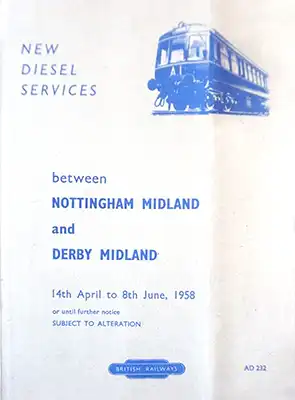 NEW
DIESEL
SERVICES
between
NOTTINGHAM MIDLAND
and
DERBY MIDLAND
14th April to 8th June, 1958
or until further notice
SUBJECT TO ALTERATION
BRITISH RAILWAYS
AD 232